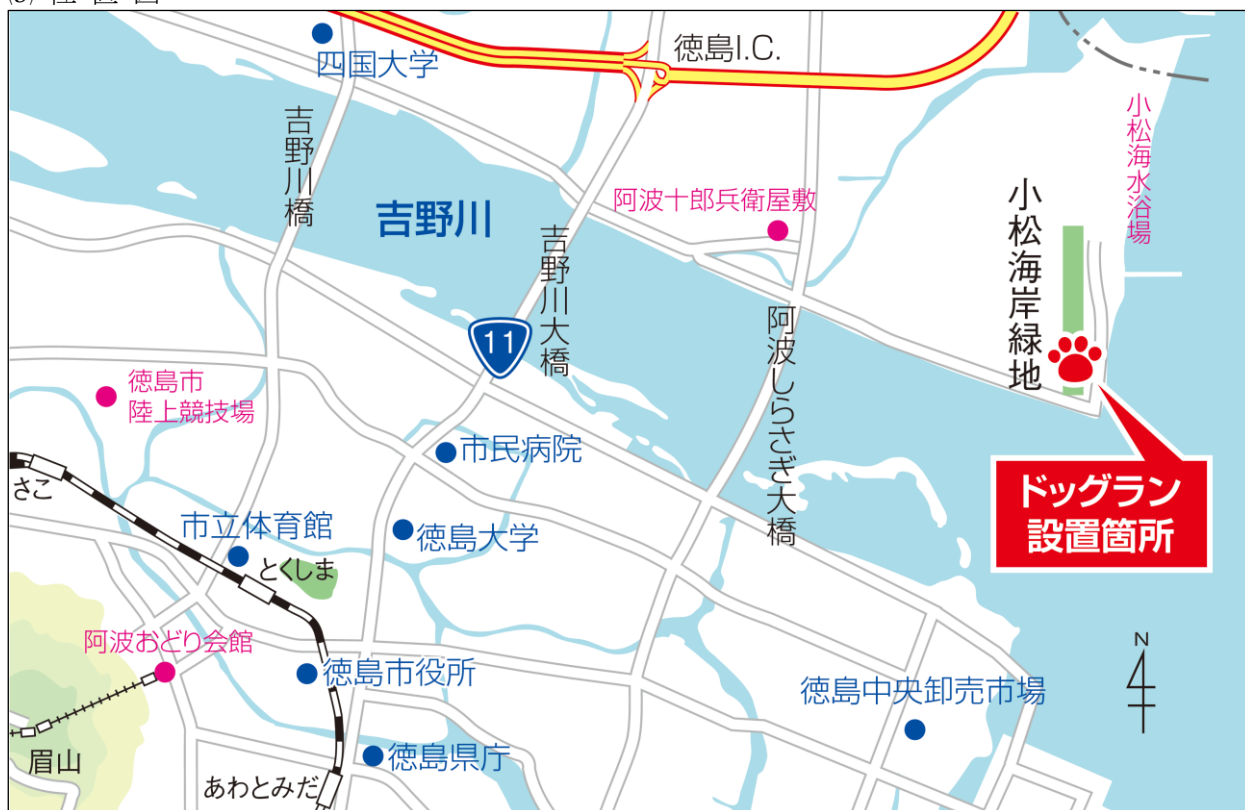 四国大学
徳島I.C.
吉野川橋
吉野川
吉野川大橋
阿波十郎兵衛屋敷
小松海水浴場
小松海岸緑地
11
阿波しらさぎ大橋
徳島市
陸上競技場
市民病院
ドッグラン
設置箇所
さこ
市立体育館
徳島大学
とくしま
阿波おどり会館
徳島市役所
徳島中央卸売市場
N
眉山
徳島県庁
あわとみだ